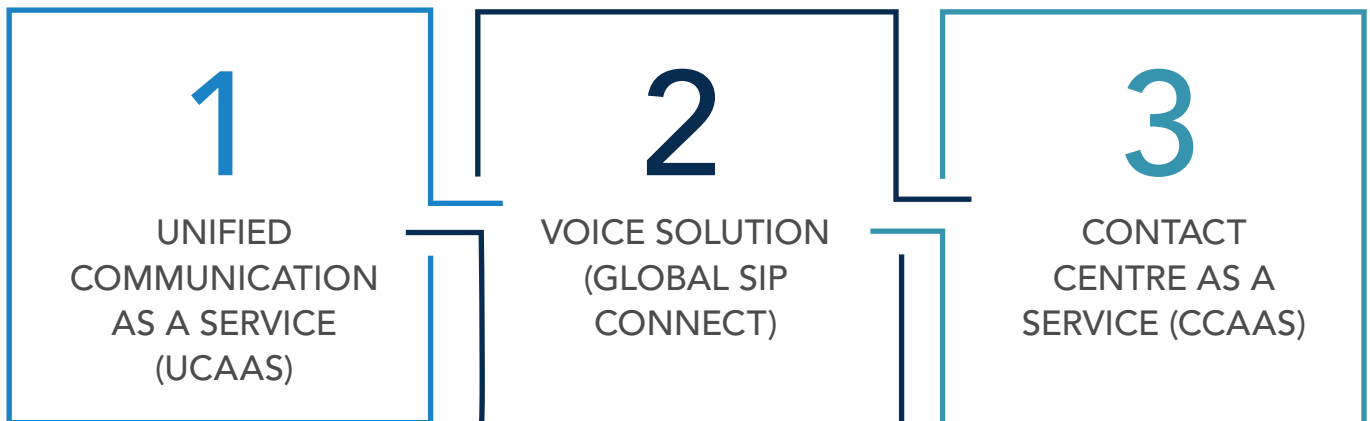 1
UNIFIED
COMMUNICATION
AS A SERVICE
(UCAAS)
2
VOICE SOLUTION
(GLOBAL SIP
CONNECT)
3
CONTACT
CENTRE AS A
SERVICE (CCAAS)